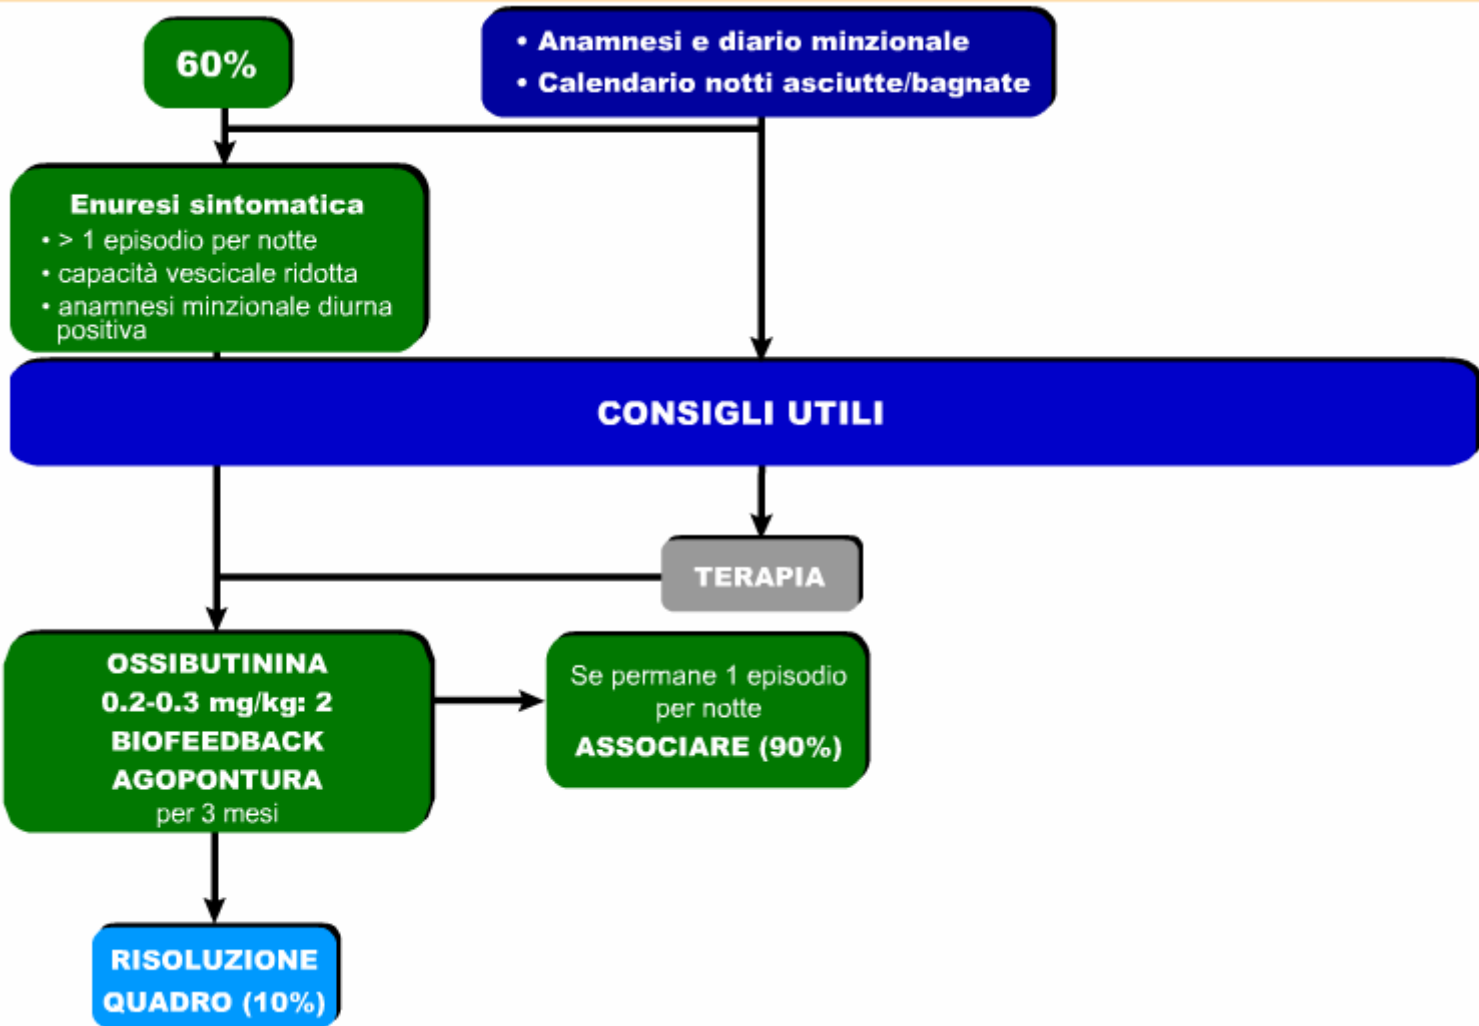 60%
• Anamnesi e diario minzionale
• Calendario notti asciutte/bagnate
Enuresi sintomatica
• > 1 episodio per notte
• capacità vescicale ridotta
• anamnesi minzionale diurna
positiva
CONSIGLI UTILI
TERAPIA
OSSIBUTININA
0.2-0.3 mg/kg: 2
BIOFEEDBACK
AGOPONTURA
per 3 mesi
Se permane 1 episodio
per notte
ASSOCIARE (90%)
RISOLUZIONE
QUADRO (10%)